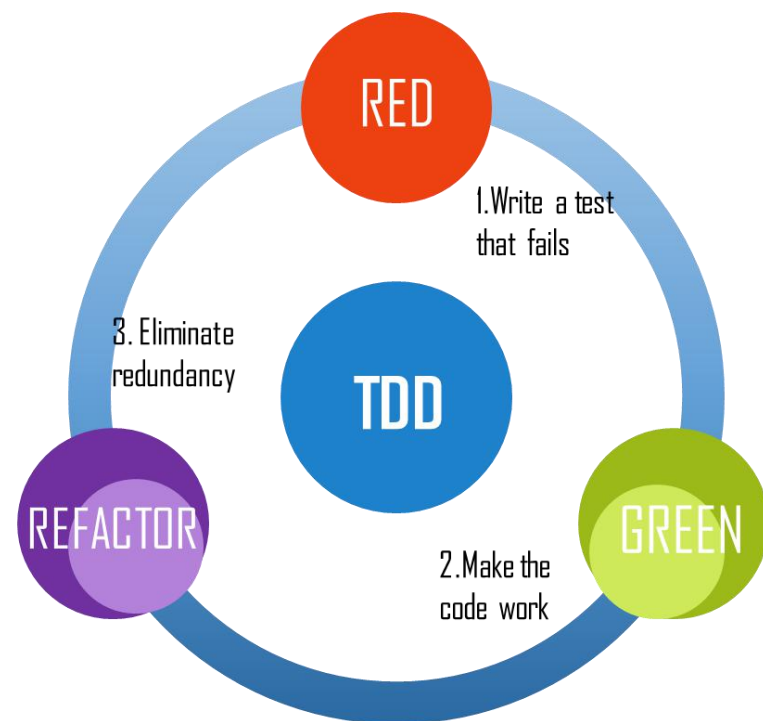 RED
1.Write a test
that fails
3. Eliminate
redundancy
TDD
REFACTOR
GREEN
2.Make the
code work